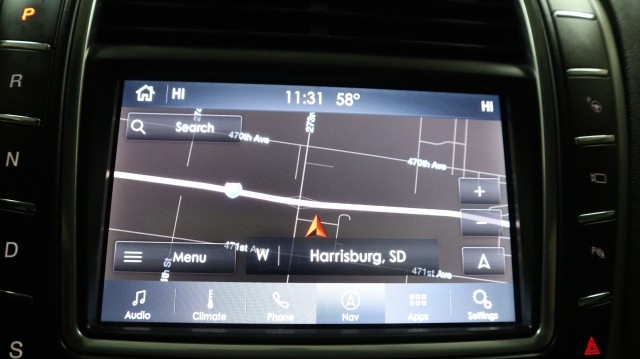 P
R
N
D
S
HI 11:31 58° HI
Search
470th Ave
470th Ave
W Harrisburg, SD
Menu
471st A
471st Ave
Audio Climate Phone Nav Apps Settings